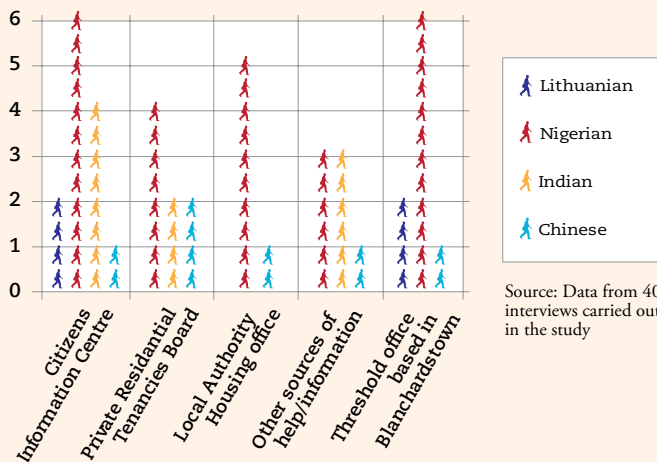 6
5
4
3
2
1
0
Citizens
Information Centre
Private Residantial
Tenancies Board
Local Authority
Housing office
Other sources of
help/information
Threshold office
based in
Blanchardstown
Lithuanian
Nigerian
Indian
Chinese
Source: Data from 40
interviews carried out
in the study